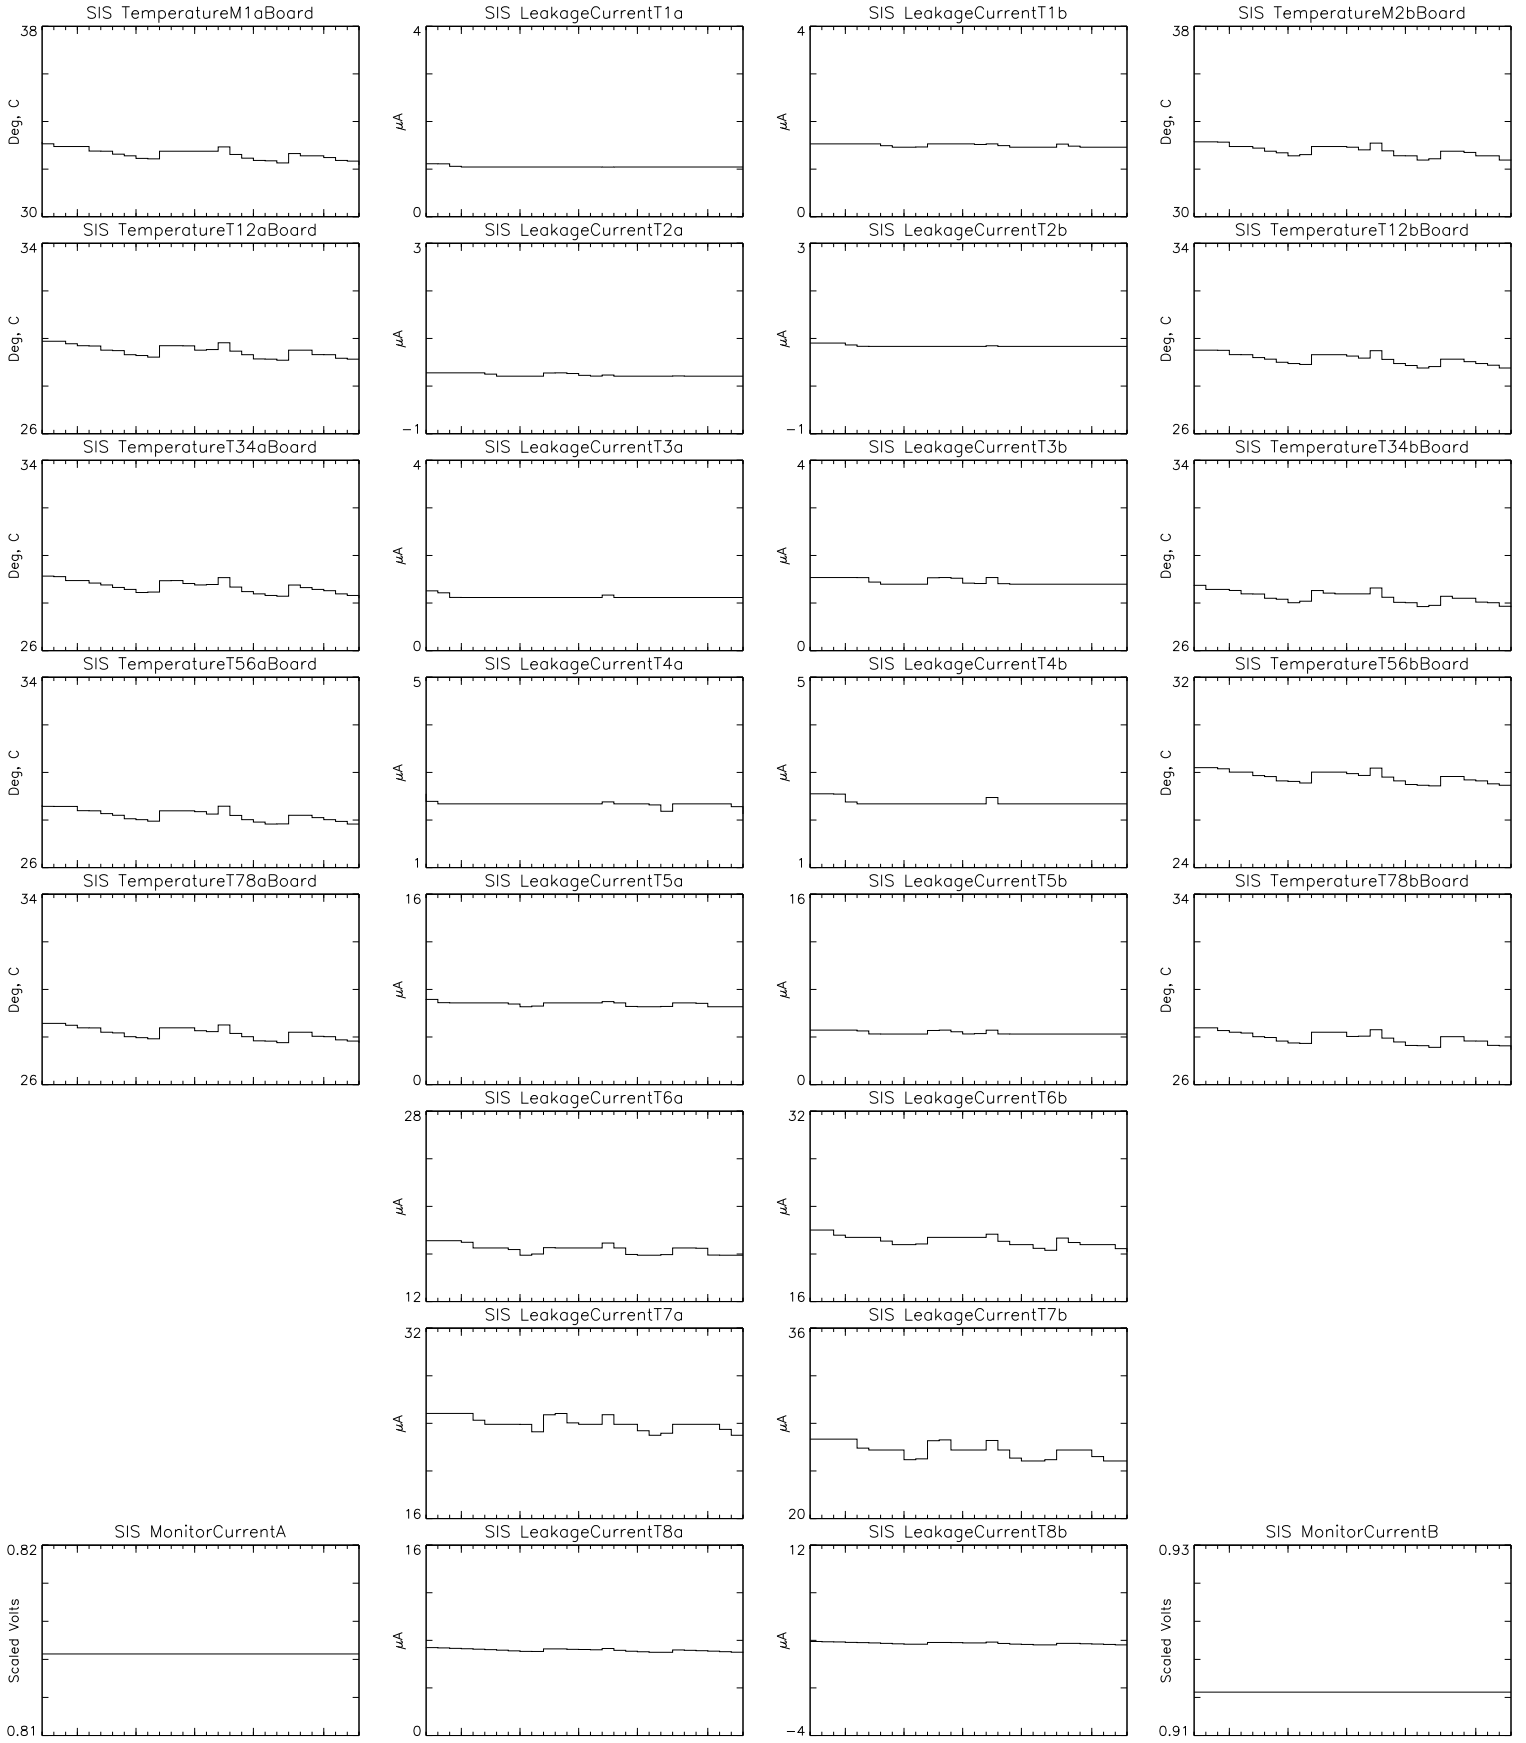 SIS TemperatureM1aBoard
38
Deg, C
30
SIS LeakageCurrentT1a
4
μA
0
SIS LeakageCurrentT1b
4
μA
0
SIS TemperatureM2bBoard
38
Deg, C
30
SIS TemperatureT12aBoard
34
Deg, C
26
SIS LeakageCurrentT2a
3
μA
-1
SIS LeakageCurrentT2b
3
μA
-1
SIS TemperatureT12bBoard
34
Deg, C
26
SIS TemperatureT34aBoard
34
Deg, C
26
SIS LeakageCurrentT3a
4
μA
0
SIS LeakageCurrentT3b
4
μA
0
SIS TemperatureT34bBoard
34
Deg, C
26
SIS TemperatureT56aBoard
34
Deg, C
26
SIS LeakageCurrentT4a
5
μA
1
SIS LeakageCurrentT4b
5
μA
1
SIS TemperatureT56bBoard
32
Deg, C
24
SIS TemperatureT78aBoard
34
Deg, C
26
SIS LeakageCurrentT5a
16
μA
0
SIS LeakageCurrentT5b
16
μA
0
SIS TemperatureT78bBoard
34
Deg, C
26
SIS LeakageCurrentT6a
28
μA
12
SIS LeakageCurrentT6b
32
μA
16
SIS LeakageCurrentT7a
32
μA
16
SIS LeakageCurrentT7b
36
μA
20
SIS MonitorCurrentA
0.82
Scaled Volts
0.81
SIS LeakageCurrentT8a
16
μA
0
SIS LeakageCurrentT8b
12
μA
-4
SIS MonitorCurrentB
0.93
Scaled Volts
0.91